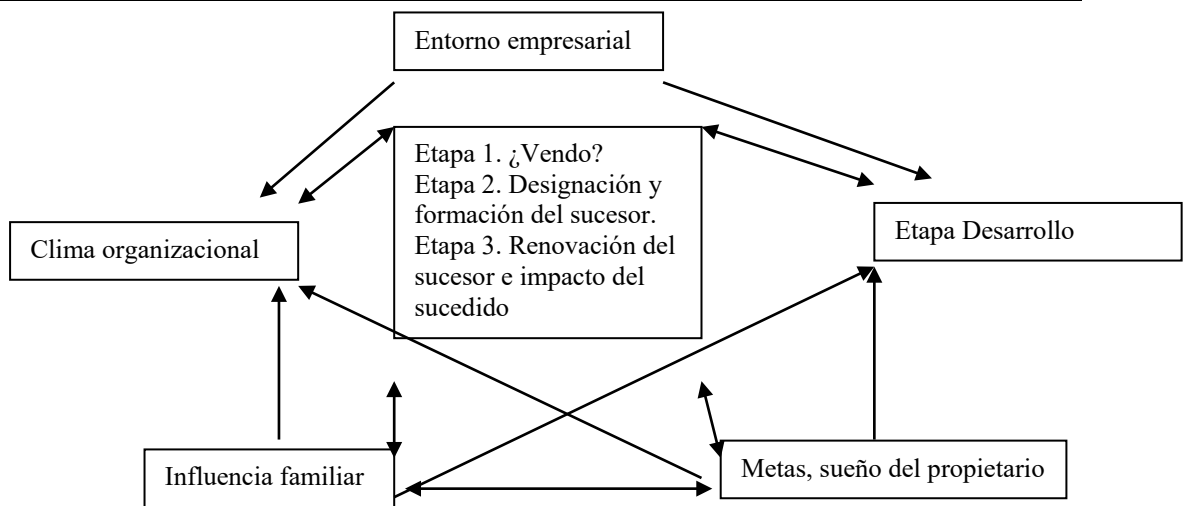 Entorno empresarial
Etapa 1. ¿Vendo?
Etapa 2. Designación y
formación del sucesor.
Etapa 3. Renovación del
sucesor e impacto del
sucedido
Clima organizacional
Etapa Desarrollo
Influencia familiar
Metas, sueño del propietario